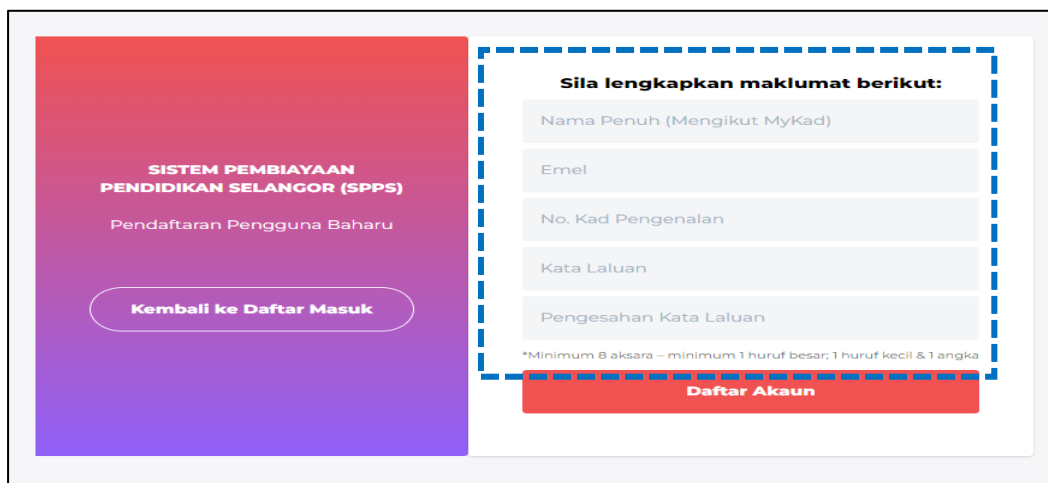 SISTEM PEMBIAYAAN
PENDIDIKAN SELANGOR (SPPS)
Pendaftaran Pengguna Baharu
Kembali ke Daftar Masuk
Sila lengkapkan maklumat berikut:
Nama Penuh (Mengikut MyKad)
Emel
No. Kad Pengenalan
Kata Laluan
Pengesahan Kata Laluan
*Minimum 8 aksara – minimum 1 huruf besar; 1 huruf kecil & 1 angka
Daftar Akaun